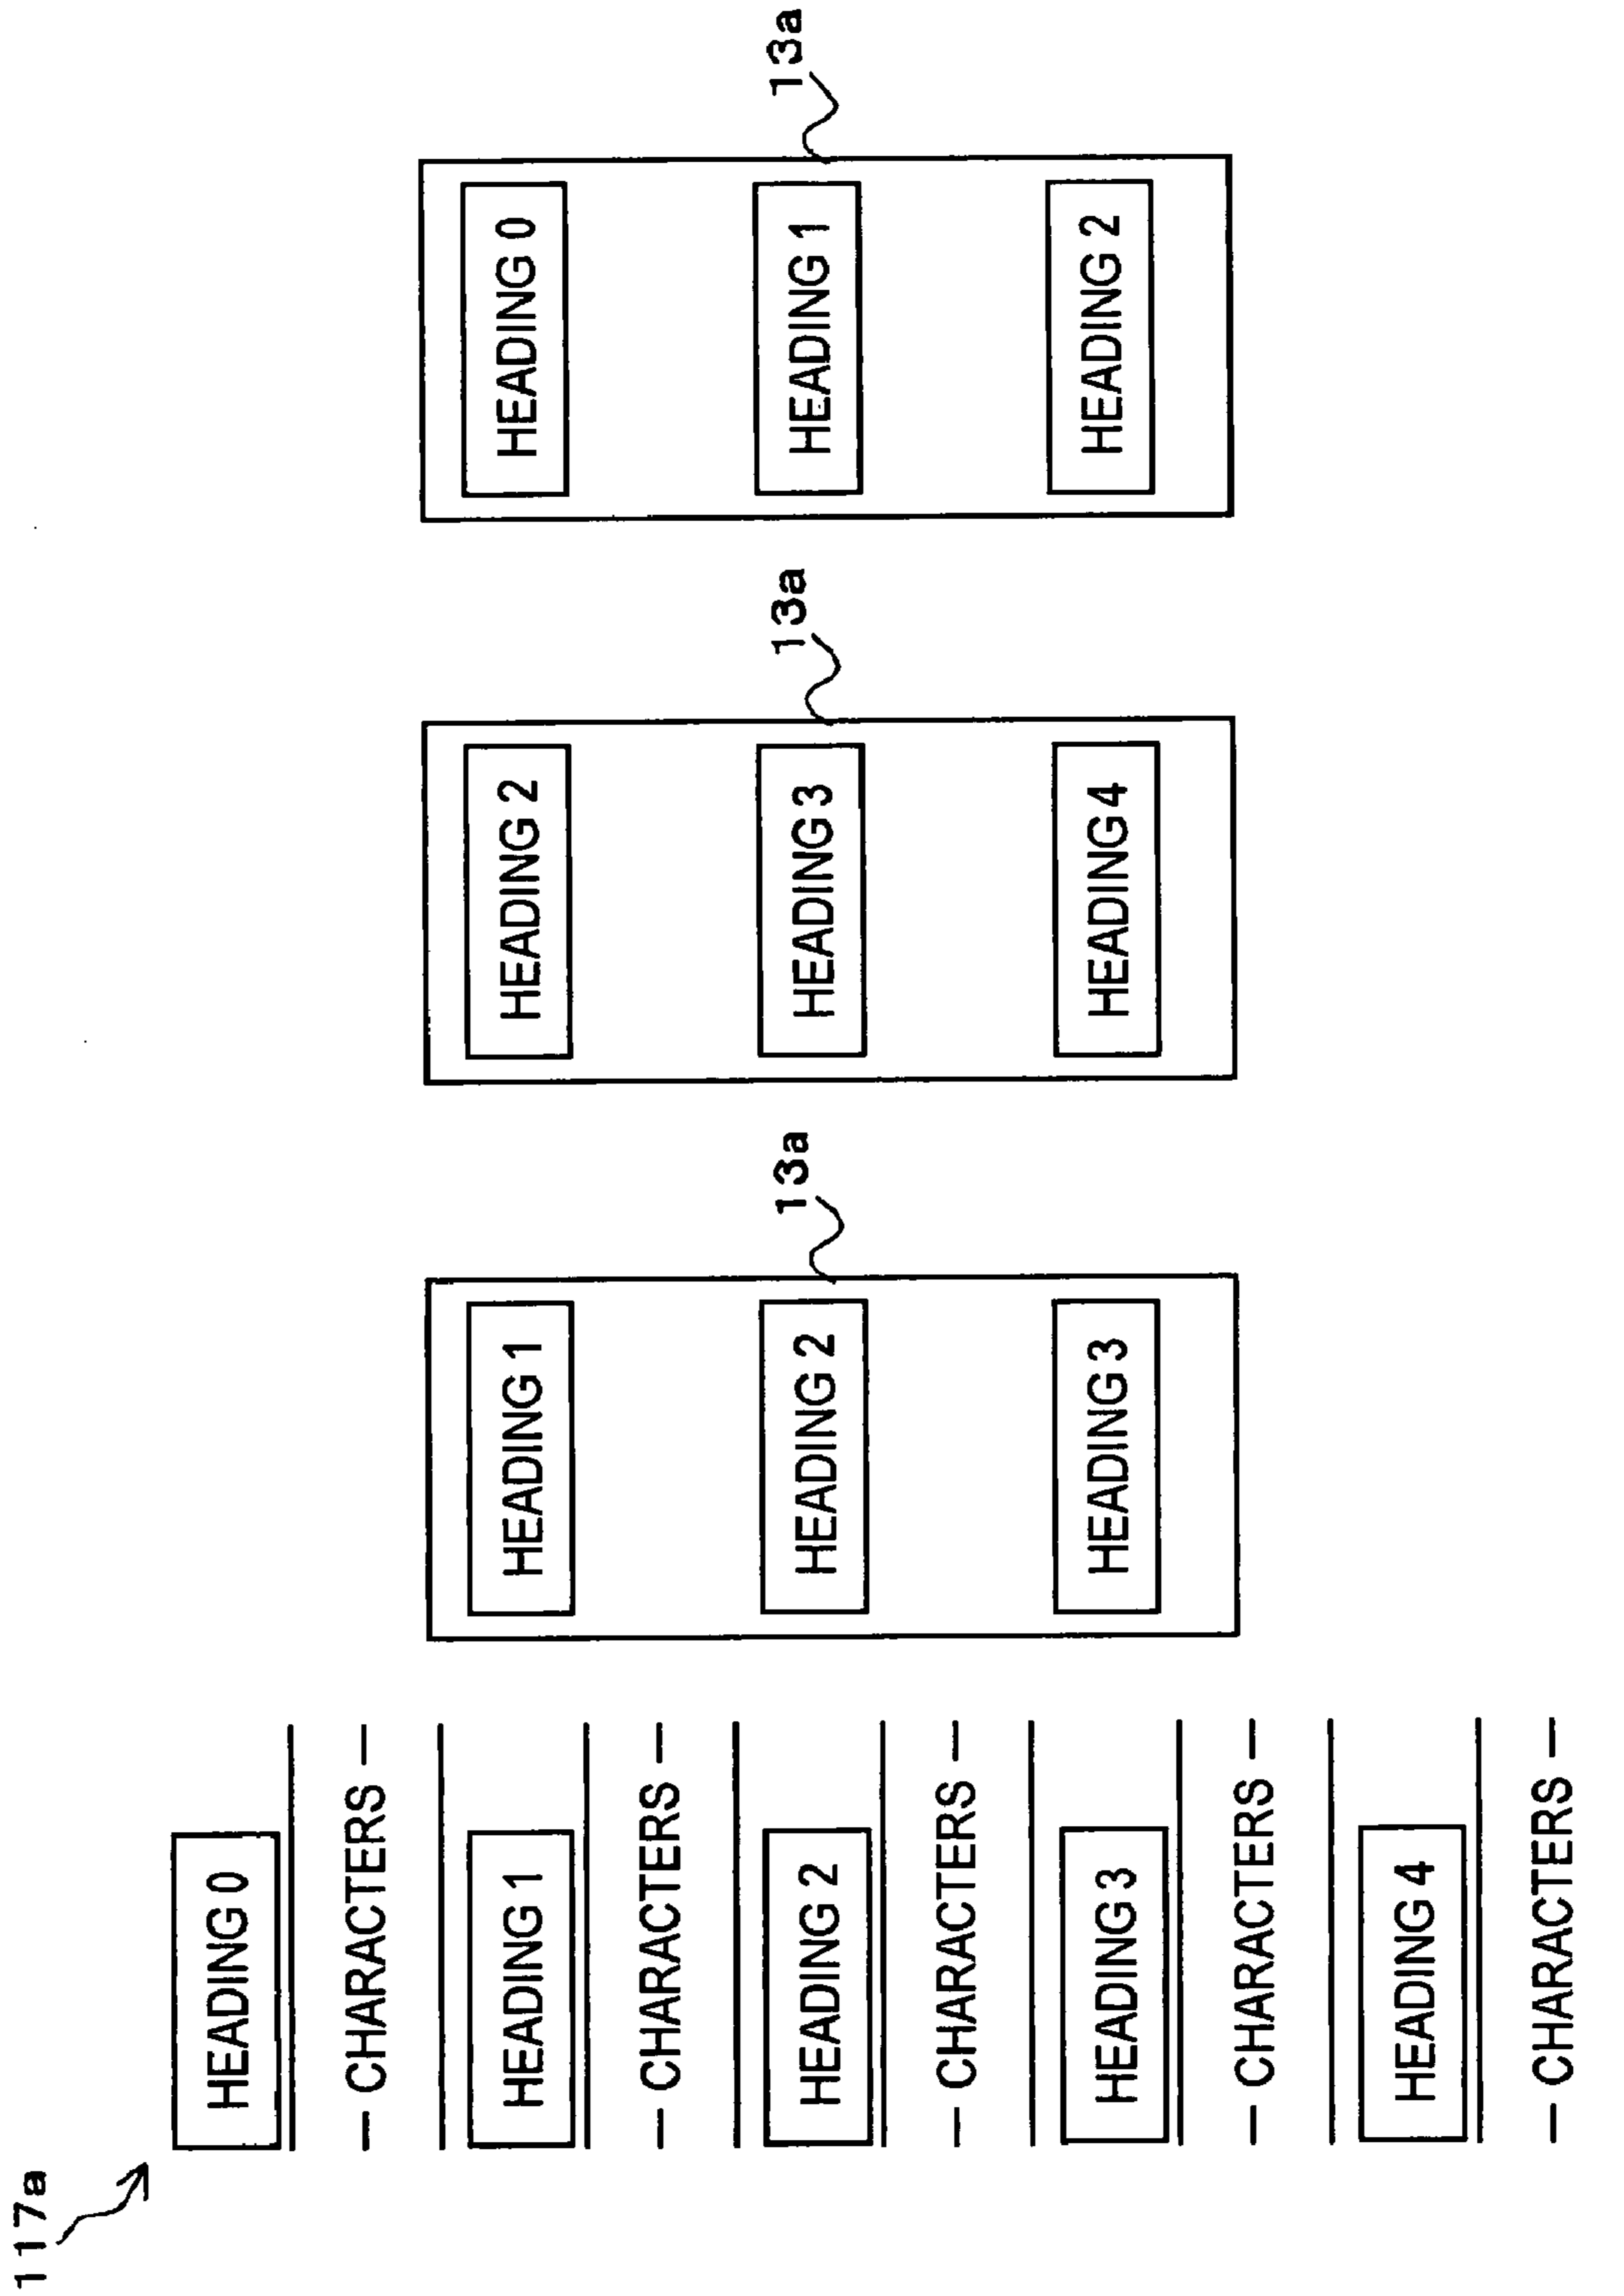 117a
HEADING 0
— CHARACTERS —
HEADING 1
— CHARACTERS —
HEADING 2
— CHARACTERS —
HEADING 3
— CHARACTERS —
HEADING 4
— CHARACTERS —
13a
HEADING 1
HEADING 2
HEADING 3
13a
HEADING 2
HEADING 3
HEADING 4
13a
HEADING 0
HEADING 1
HEADING 2